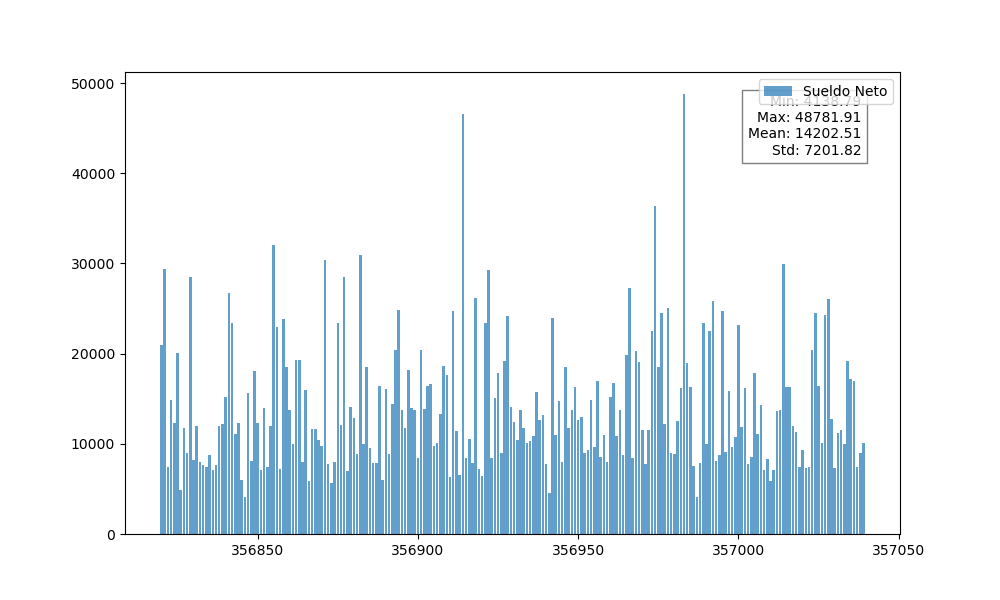 50000
40000
30000
20000
10000
0
356850
356900
356950
357000
357050
Sueldo Neto
Min: 4138.79
Max: 48781.91
Mean: 14202.51
Std: 7201.82